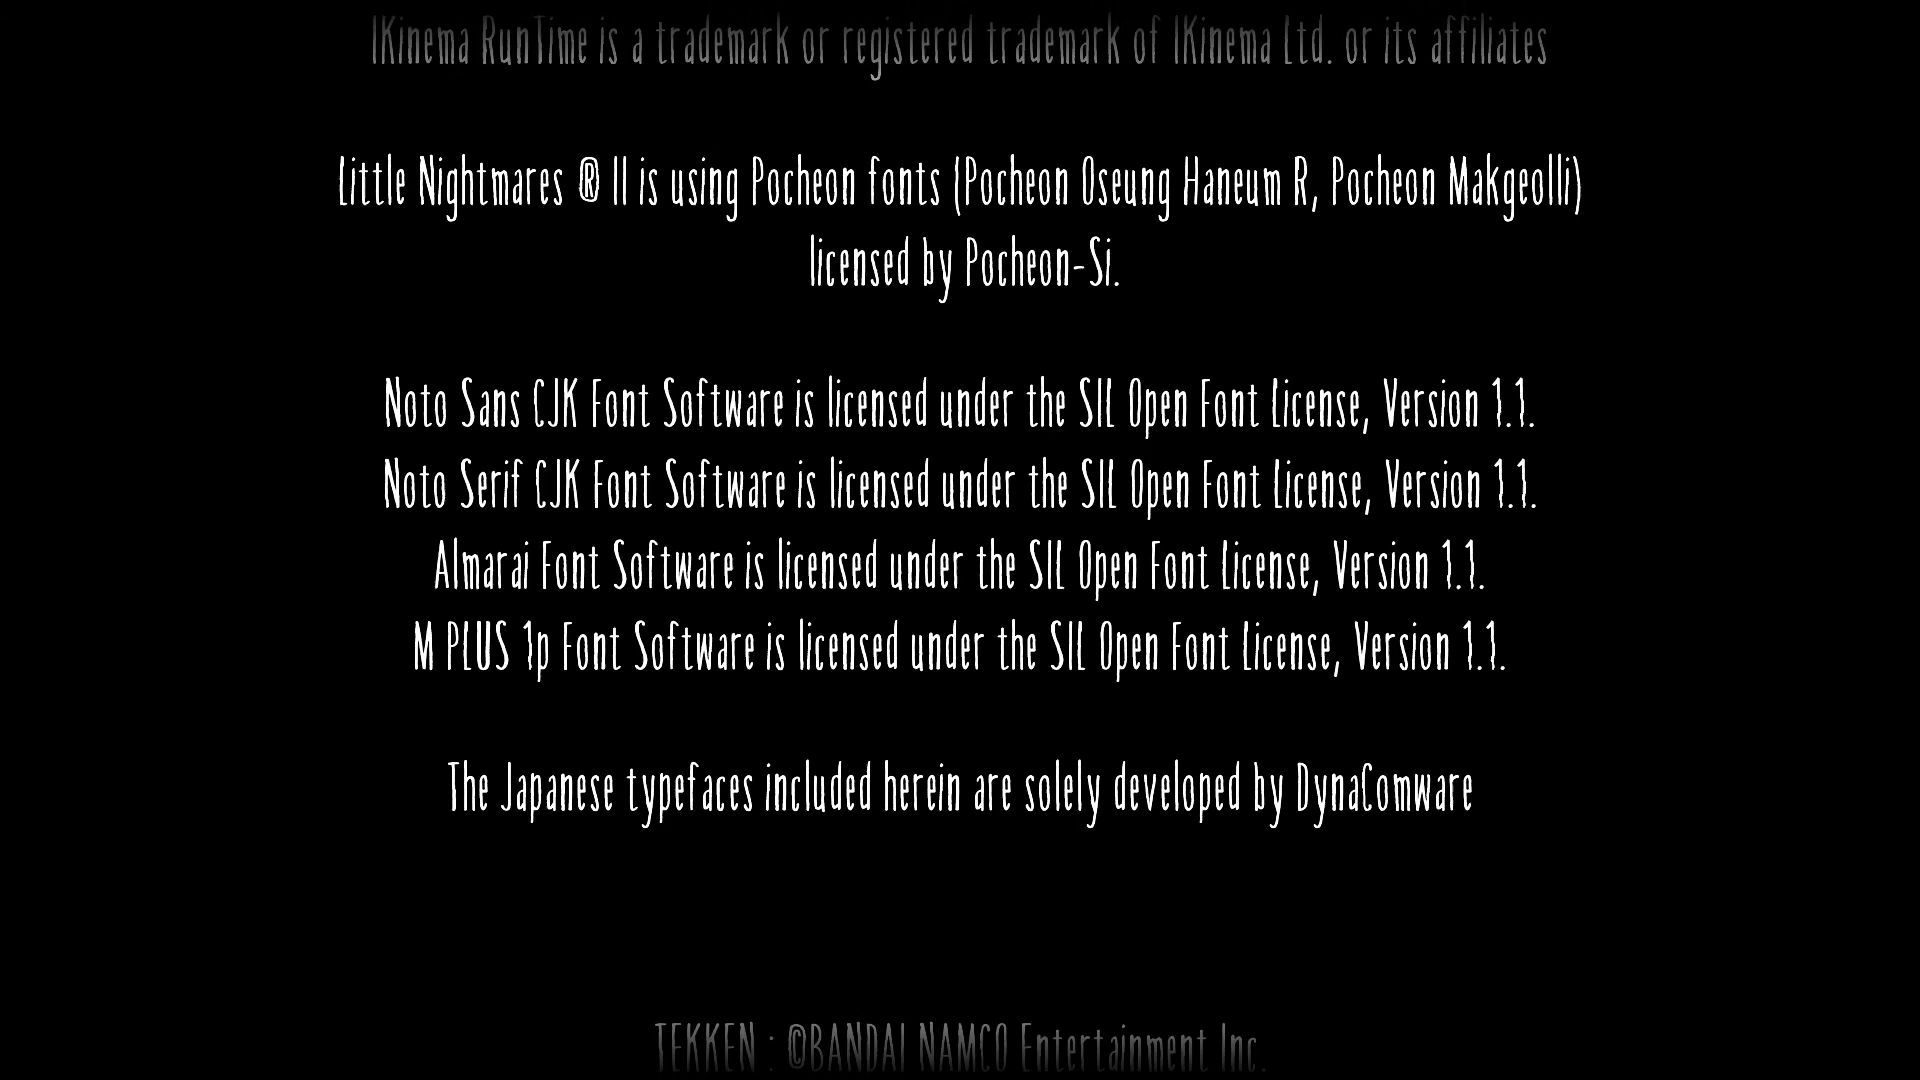 IKinema RunTime is a trademark or registered trademark of IKinema Ltd. or its affiliates
Little Nightmares ® II is using Pocheon fonts (Pocheon Oseung Haneum R, Pocheon Makgeolli)
licensed by Pocheon-Si.
Noto Sans CJK Font Software is licensed under the SIL Open Font License, Version 1.1.
Noto Serif CJK Font Software is licensed under the SIL Open Font License, Version 1.1.
Almarai Font Software is licensed under the SIL Open Font License, Version 1.1.
M PLUS 1p Font Software is licensed under the SIL Open Font License, Version 1.1.
The Japanese typefaces included herein are solely developed by DynaComware
TEKKEN : ©BANDAI NAMCO Entertainment Inc.